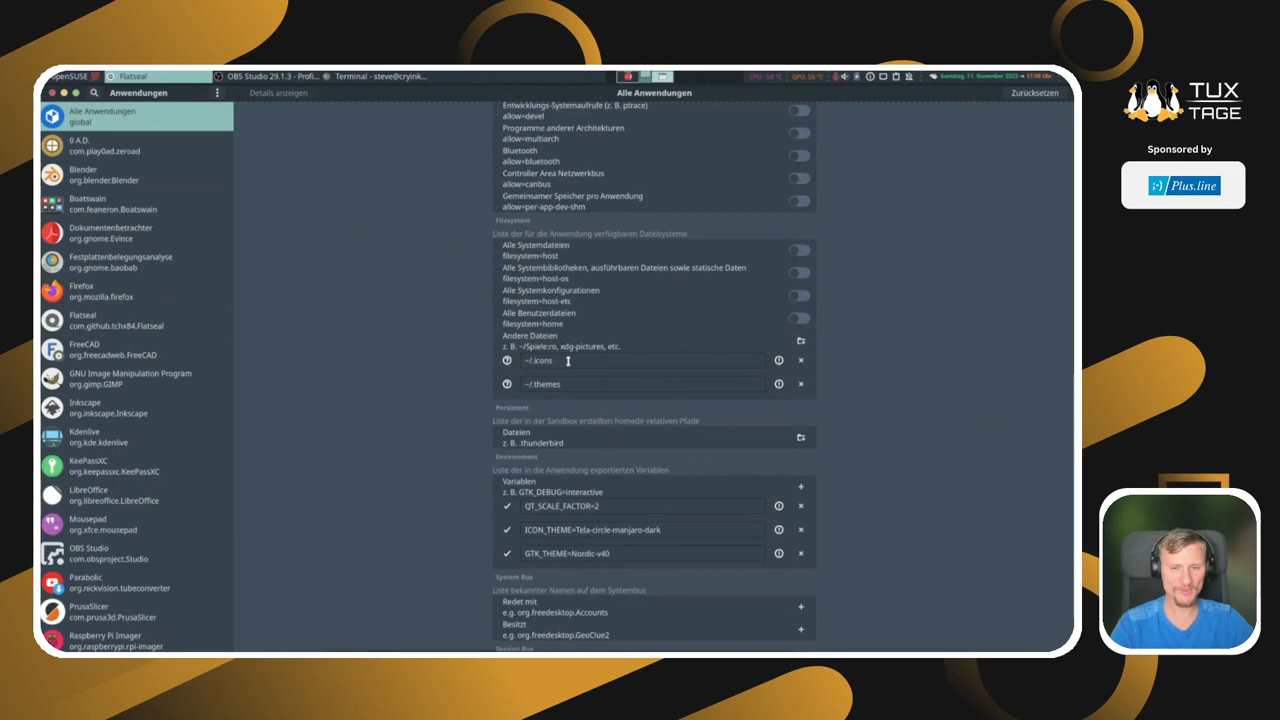 openSUSE
Flatseal
OBS Studio 29.1.3 - Profi...
Terminal - steve@cryink...
Samstag, 11. November 2023
17:59 Uhr
Anwendungen
Details anzeigen
Alle Anwendungen
Zurücksetzen
Alle Anwendungen
global
0 A.D.
com.play0ad.zeroad
Blender
org.blender.Blender
Boatswain
com.feaneron.Boatswain
Dokumentenbetrachter
org.gnome.Evince
Festplattenbelegungsanalyse
org.gnome.baobab
Firefox
org.mozilla.firefox
Flatseal
com.github.tchx84.Flatseal
FreeCAD
org.freecadweb.FreeCAD
GNU Image Manipulation Program
org.gimp.GIMP
Inkscape
org.inkscape.Inkscape
Kdenlive
org.kde.kdenlive
KeePassXC
org.keepassxc.KeePassXC
LibreOffice
org.libreoffice.LibreOffice
Mousepad
org.xfce.mousepad
OBS Studio
com.obsproject.Studio
Parabolic
org.nickvision.tubeconverter
PrusaSlicer
com.prusa3d.PrusaSlicer
Raspberry Pi Imager
org.raspberrypi.rpi-imager
Entwicklungs-Systemaufrufe (z. B. ptrace)
allow=devel
Programme anderer Architekturen
allow=multiarch
Bluetooth
allow=bluetooth
Controller Area Netzwerkbus
allow=canbus
Gemeinsamer Speicher pro Anwendung
allow=per-app-dev-shm
Filesystem
Liste der für die Anwendung verfügbaren Dateisysteme
Alle Systemdateien
filesystem=host
Alle Systembibliotheken, ausführbaren Dateien sowie statische Daten
filesystem=host-os
Alle Systemkonfigurationen
filesystem=host-etc
Alle Benutzerdateien
filesystem=home
Andere Dateien
z. B. ~/Spiele:ro, xdg-pictures, etc.
~/.icons
~/.themes
Persistent
Liste der in der Sandbox erstellten homedir-relativen Pfade
Dateien
z. B. .thunderbird
Environment
Liste der in die Anwendung exportierten Variablen
Variablen
z. B. GTK_DEBUG=interactive
QT_SCALE_FACTOR=2
ICON_THEME=Tela-circle-manjaro-dark
GTK_THEME=Nordic-v40
System Bus
Liste bekannter Namen auf dem Systembus
Redet mit
e.g. org.freedesktop.Accounts
Besitzt
e.g. org.freedesktop.GeoClue2
Session Bus
TUX
TAGE
Sponsored by
:-) Plus.line